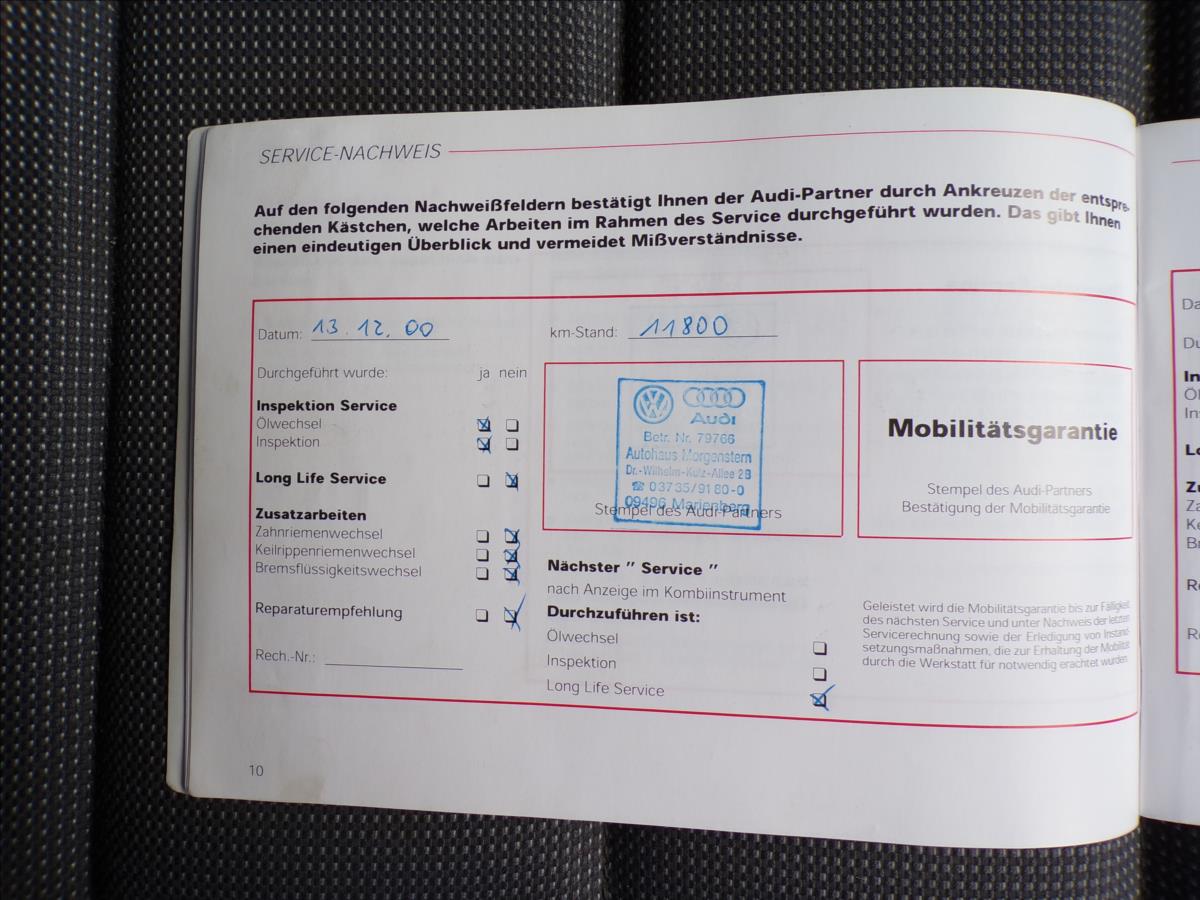 SERVICE-NACHWEIS
Auf den folgenden Nachweißfeldern bestätigt Ihnen der Audi-Partner durch Ankreuzen der entspre-
chenden Kästchen, welche Arbeiten im Rahmen des Service durchgeführt wurden. Das gibt Ihnen
einen eindeutigen Überblick und vermeidet Mißverständnisse.
Datum: 13.12.00
km-Stand: 11800
Durchgeführt wurde: ja nein
Inspektion Service
Ölwechsel
Inspektion
Long Life Service
Zusatzarbeiten
Zahnriemenwechsel
Keilrippenriemenwechsel
Bremsflüssigkeitswechsel
Reparaturempfehlung
Rech.-Nr.:
Audi
Betr. Nr. 79766
Autohaus Morgenstern
Dr.-Wilhelm-Külz-Allee 2B
☎ 03735/9180-0
09496 Marienberg
Stempel des Audi-Partners
Mobilitätsgarantie
Stempel des Audi-Partners
Bestätigung der Mobilitätsgarantie
Nächster " Service "
nach Anzeige im Kombiinstrument
Durchzuführen ist:
Ölwechsel
Inspektion
Long Life Service
Geleistet wird die Mobilitätsgarantie bis zur Fälligkeit
des nächsten Service und unter Nachweis der letzten
Servicerechnung sowie der Erledigung von Instand-
setzungsmaßnahmen, die zur Erhaltung der Mobilität
durch die Werkstatt für notwendig erachtet wurden.
10